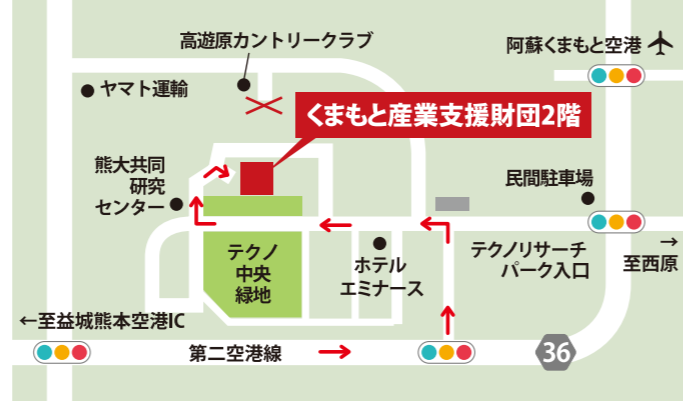 高遊原カントリークラブ
阿蘇くまもと空港
ヤマト運輸
くまもと産業支援財団2階
熊大共同
研究
センター
民間駐車場
テクノ
中央
緑地
ホテル
エミナース
テクノリサーチ
パーク入口
→
至西原
←至益城熊本空港IC
第二空港線
36